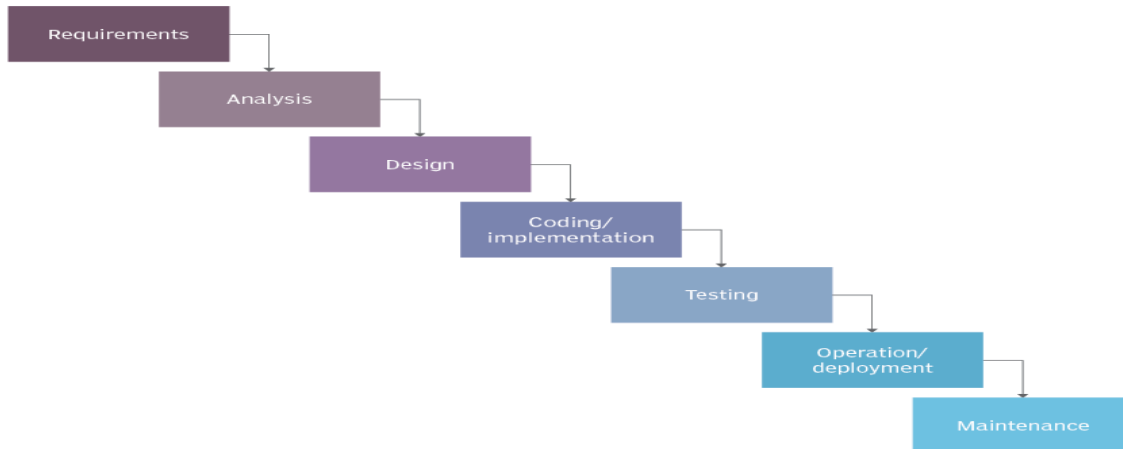 Requirements
Analysis
Design
Coding/
implementation
Testing
Operation/
deployment
Maintenance